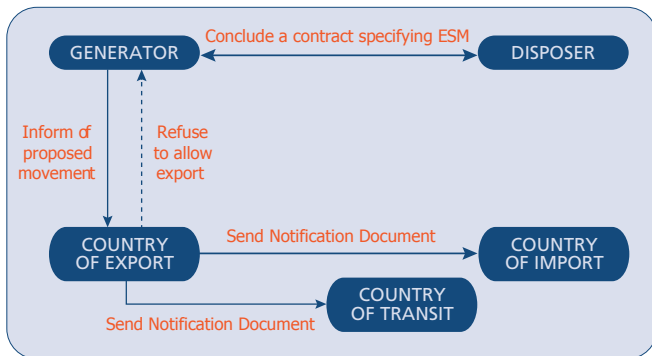 Conclude a contract specifying ESM
GENERATOR
DISPOSER
Inform of
proposed
movement
Refuse
to allow
export
COUNTRY
OF EXPORT
Send Notification Document
COUNTRY
OF IMPORT
COUNTRY
OF TRANSIT
Send Notification Document